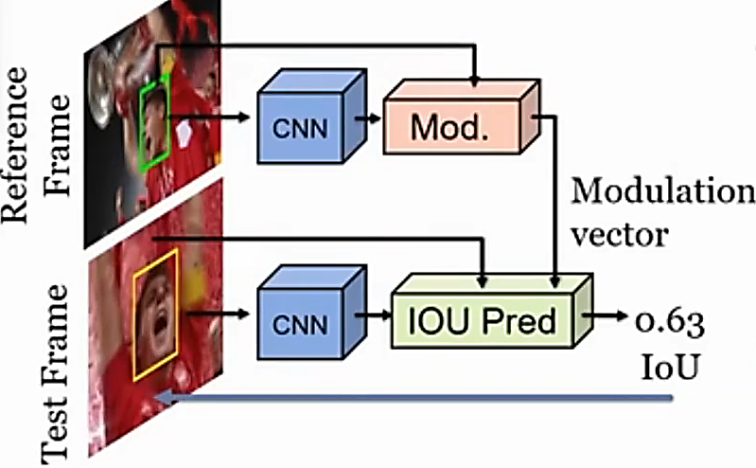 Reference
Frame
CNN
Mod.
Modulation
vector
Test Frame
CNN
IOU Pred
0.63
IoU